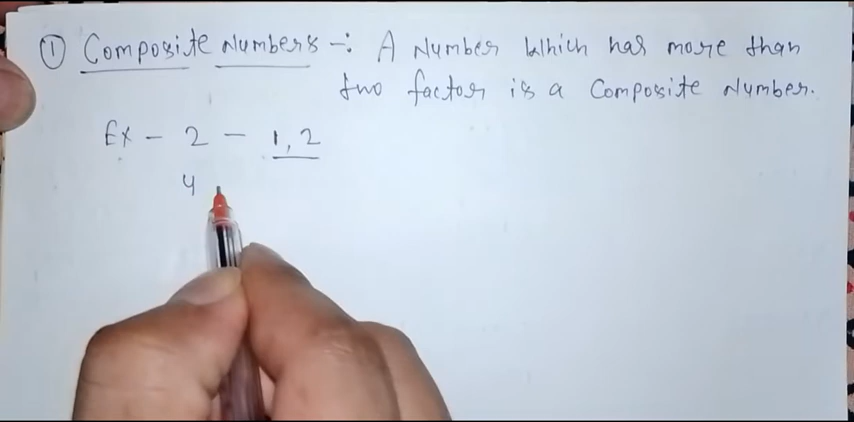 ① Composite Numbers -: A Number Which has more than
two factor is a Composite Number.
Ex - 2 - 1, 2
4